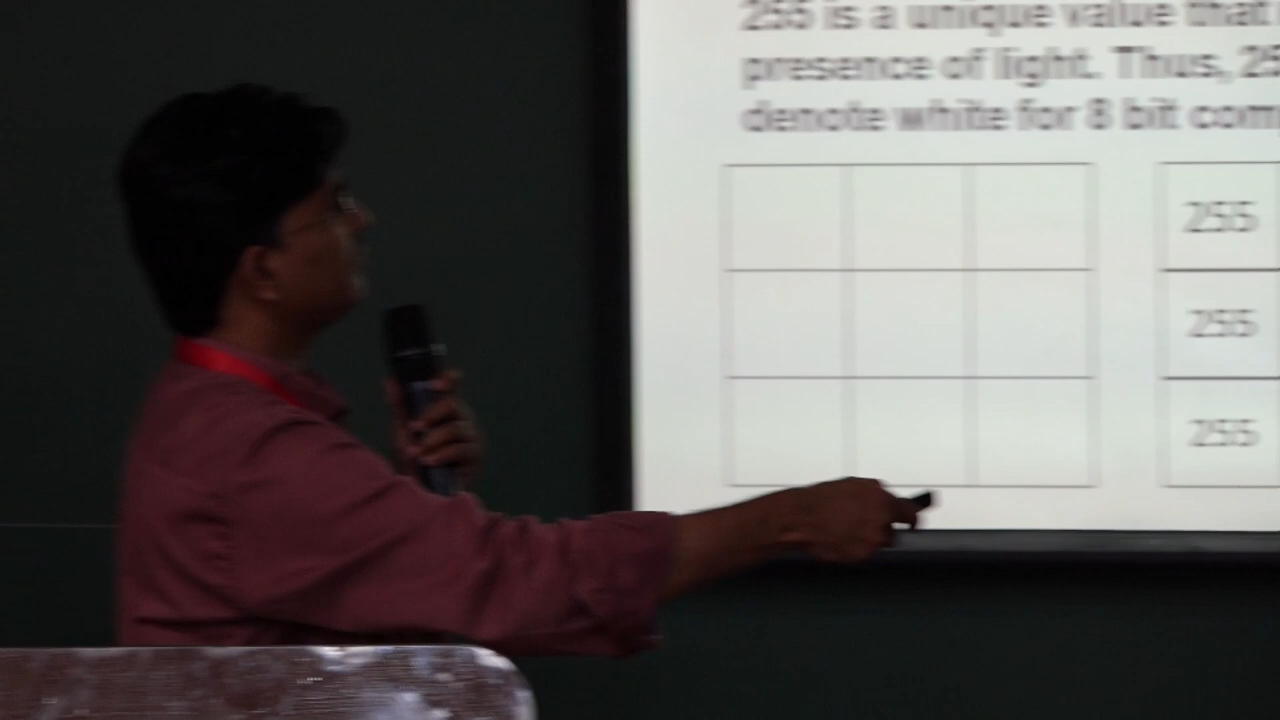 255 is a unique value that
presence of light. Thus, 25
denote white for 8 bit com
255
255
255